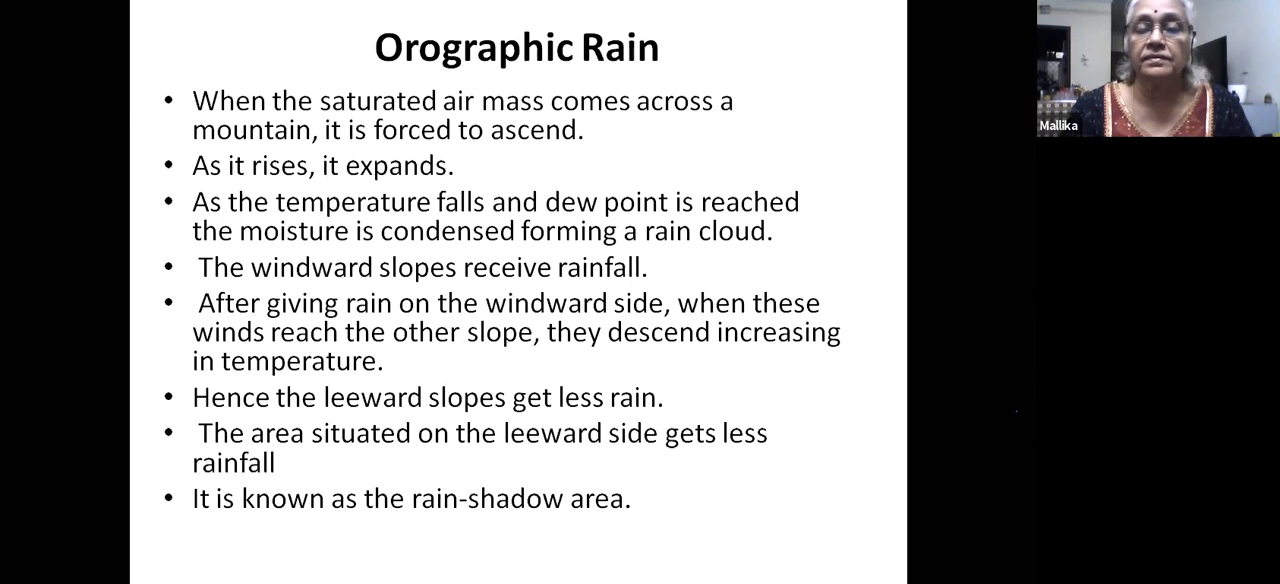 Orographic Rain
• When the saturated air mass comes across a
mountain, it is forced to ascend.
• As it rises, it expands.
• As the temperature falls and dew point is reached
the moisture is condensed forming a rain cloud.
• The windward slopes receive rainfall.
• After giving rain on the windward side, when these
winds reach the other slope, they descend increasing
in temperature.
• Hence the leeward slopes get less rain.
• The area situated on the leeward side gets less
rainfall
• It is known as the rain-shadow area.
Mallika